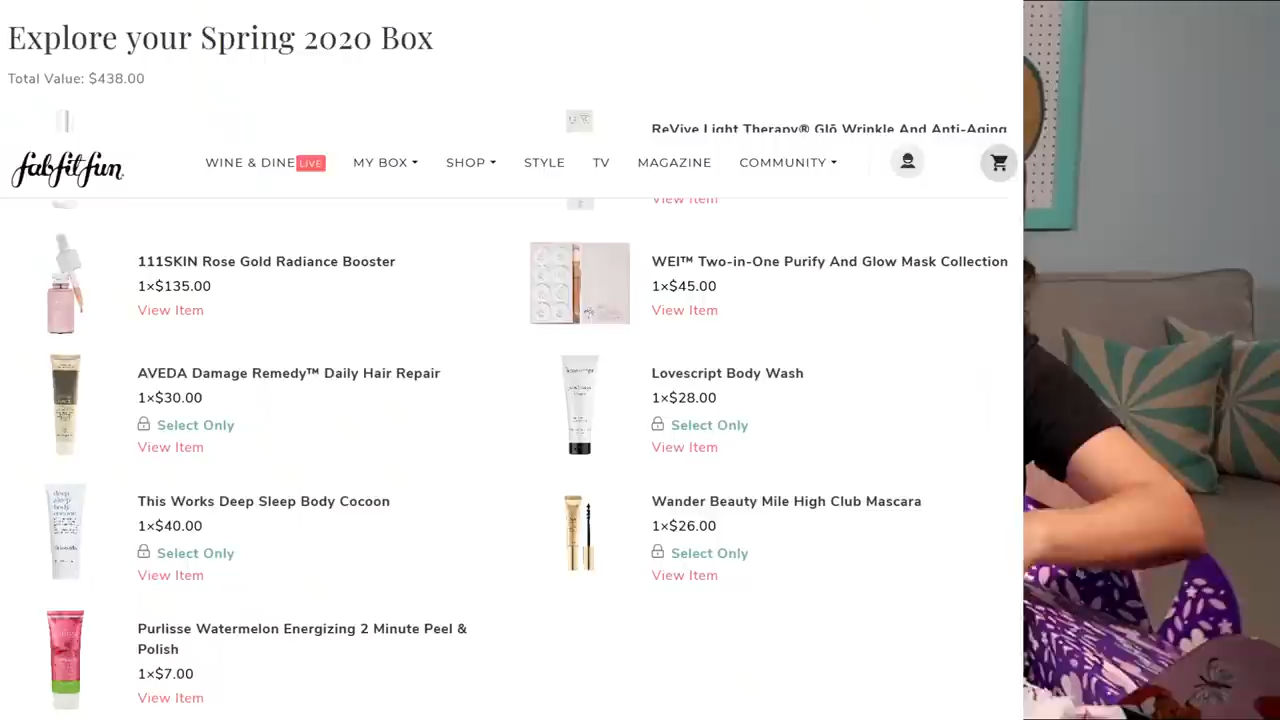 Explore your Spring 2020 Box
Total Value: $438.00
ReVive Light Therapy® Glō Wrinkle And Anti-Aging
fabfitfun.
WINE & DINE LIVE
MY BOX
SHOP
STYLE
TV
MAGAZINE
COMMUNITY
View Item
111SKIN Rose Gold Radiance Booster
1×$135.00
View Item
WEI™ Two-in-One Purify And Glow Mask Collection
1×$45.00
View Item
AVEDA Damage Remedy™ Daily Hair Repair
1×$30.00
Select Only
View Item
Lovescript Body Wash
1×$28.00
Select Only
View Item
deep
sleep
body
cocoon
This Works Deep Sleep Body Cocoon
1×$40.00
Select Only
View Item
Wander Beauty Mile High Club Mascara
1×$26.00
Select Only
View Item
Purlisse Watermelon Energizing 2 Minute Peel &
Polish
1×$7.00
View Item